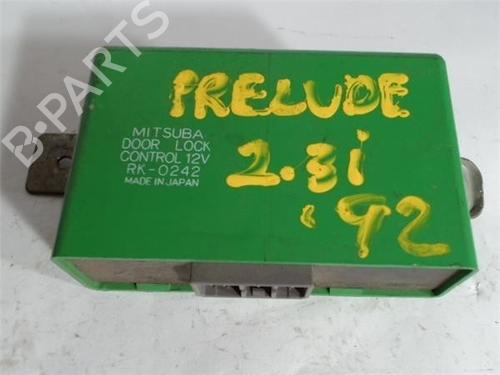 B-PARTS
PRELUDE
MITSUBA
DOOR LOCK
CONTROL 12V
RK-0242
MADE IN JAPAN
2.3i
'92